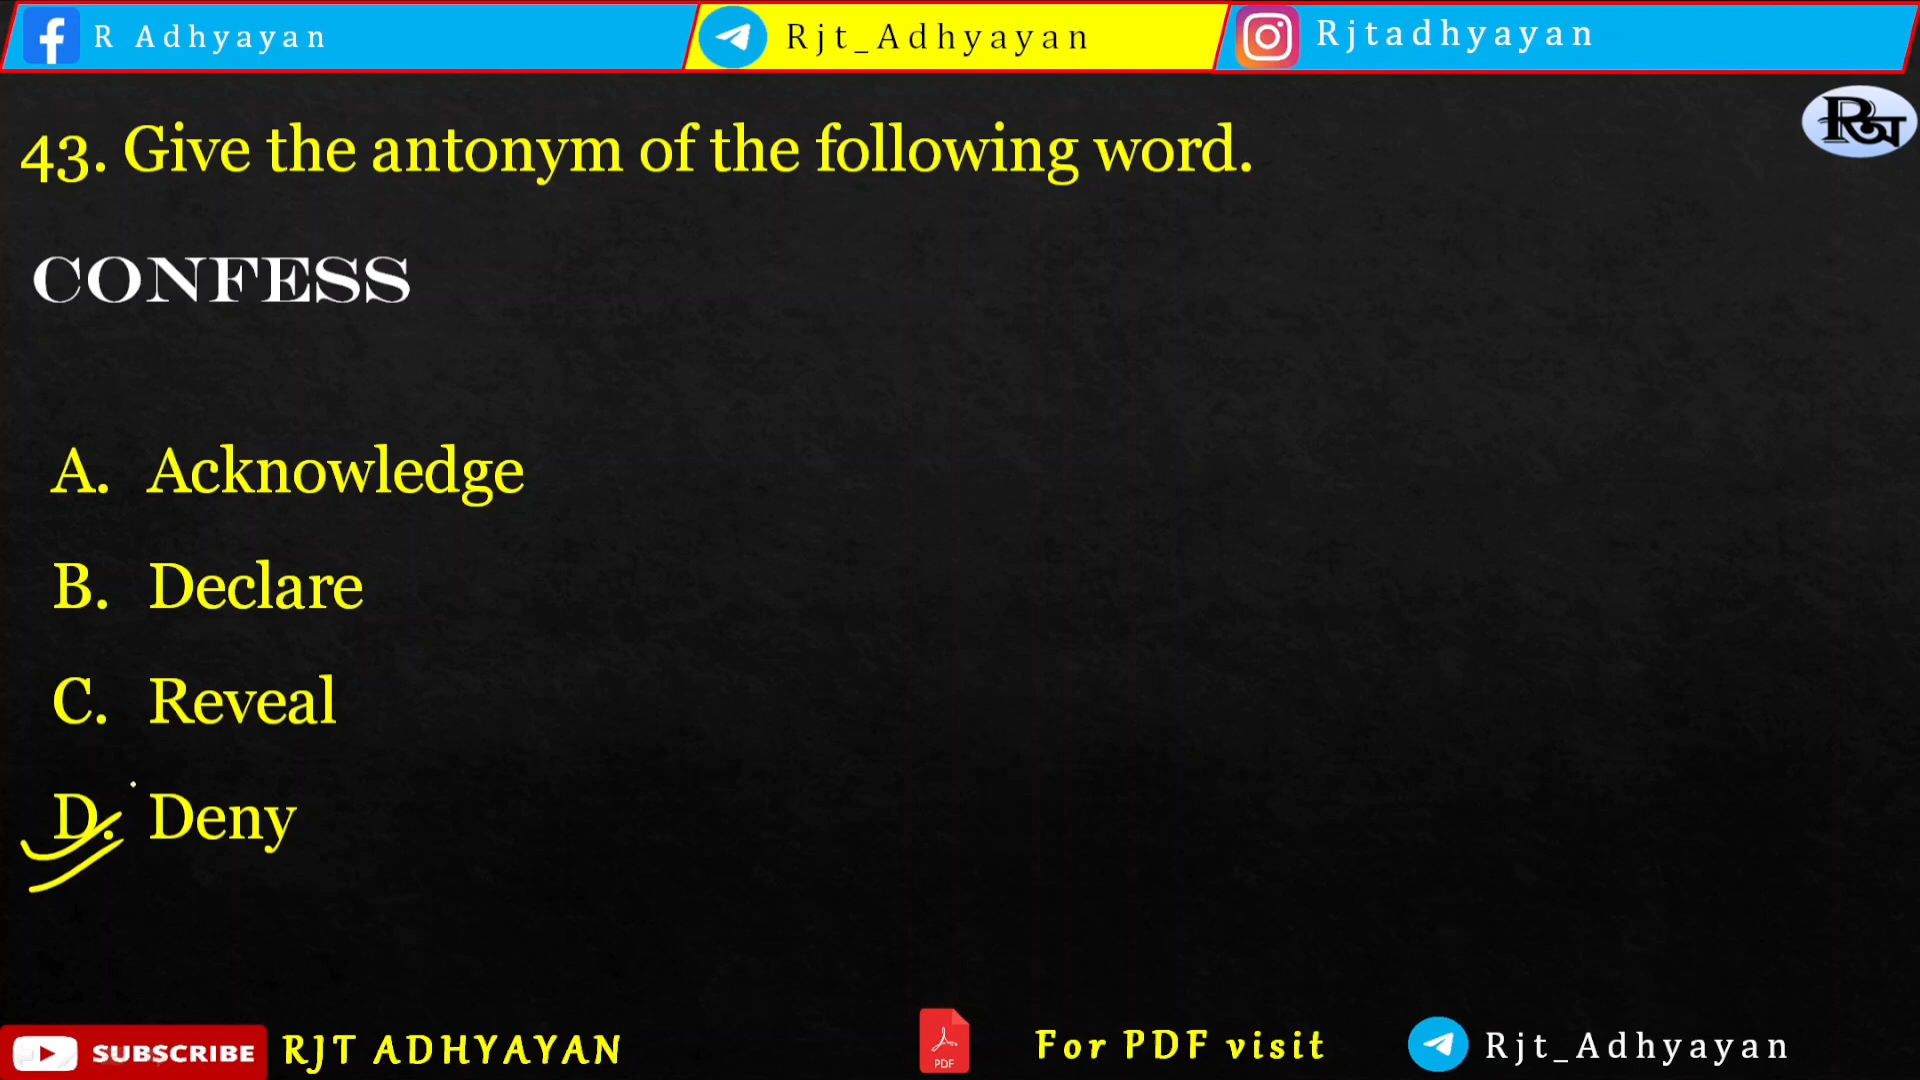 R Adhyayan
Rjt_Adhyayan
Rjtadhyayan
43. Give the antonym of the following word.
CONFESS
A. Acknowledge
B. Declare
C. Reveal
D. Deny
SUBSCRIBE
RJT ADHYAYAN
PDF
For PDF visit
Rjt_Adhyayan